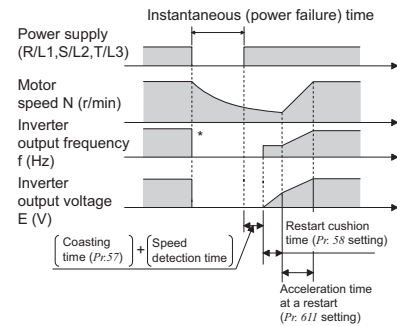 Instantaneous (power failure) time
Power supply
(R/L1,S/L2,T/L3)
Motor
speed N (r/min)
Inverter
output frequency
f (Hz)
*
Inverter
output voltage
E (V)
Coasting
time (Pr.57)
+
Speed
detection time
Restart cushion
time (Pr. 58 setting)
Acceleration time
at a restart
(Pr. 611 setting)